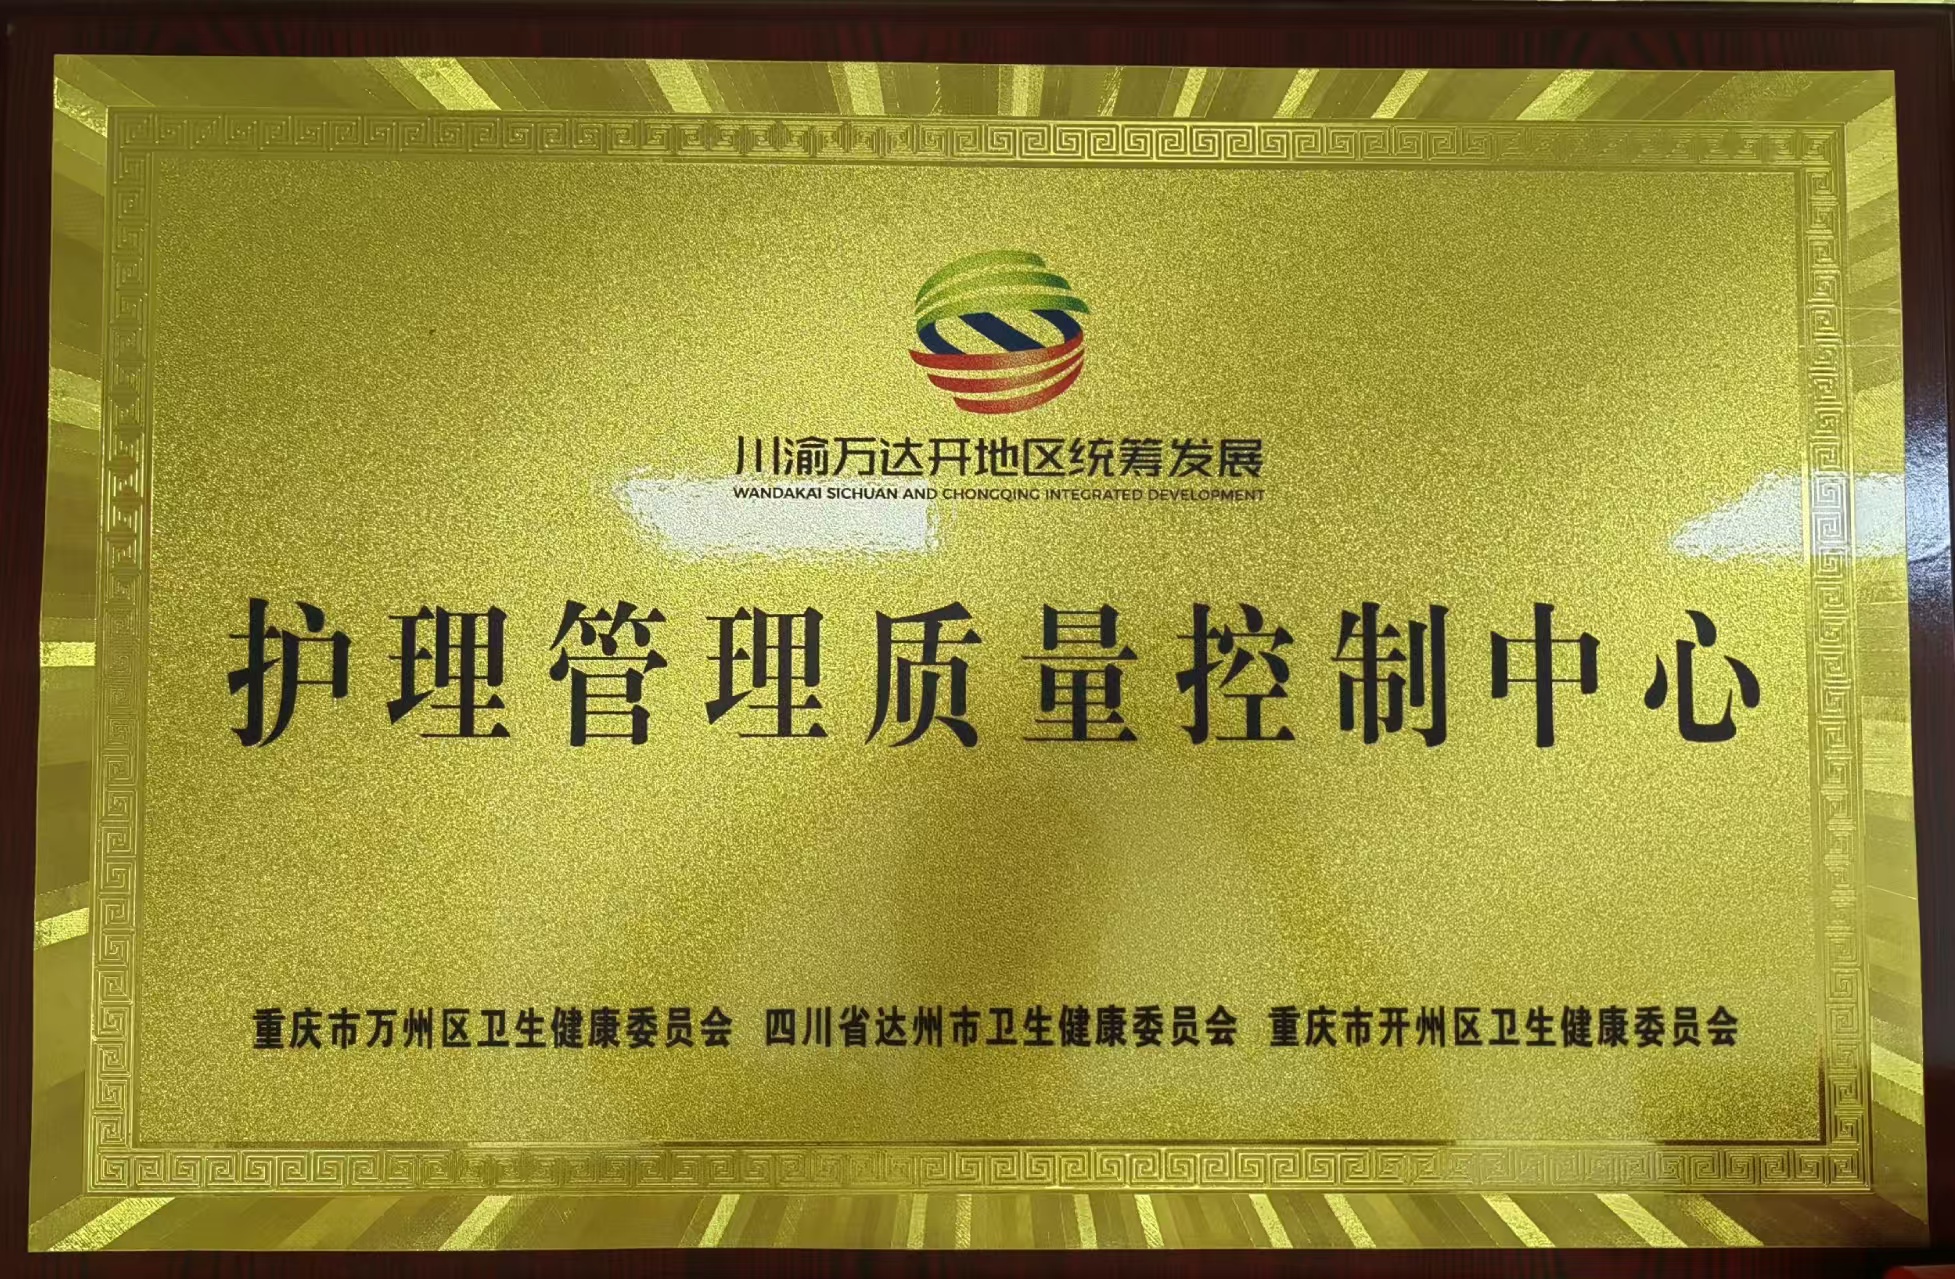 川渝万达开地区统筹发展
WANDAKAI SICHUAN AND CHONGQING INTEGRATED DEVELOPMENT
护理管理质量控制中心
重庆市万州区卫生健康委员会 四川省达州市卫生健康委员会 重庆市开州区卫生健康委员会